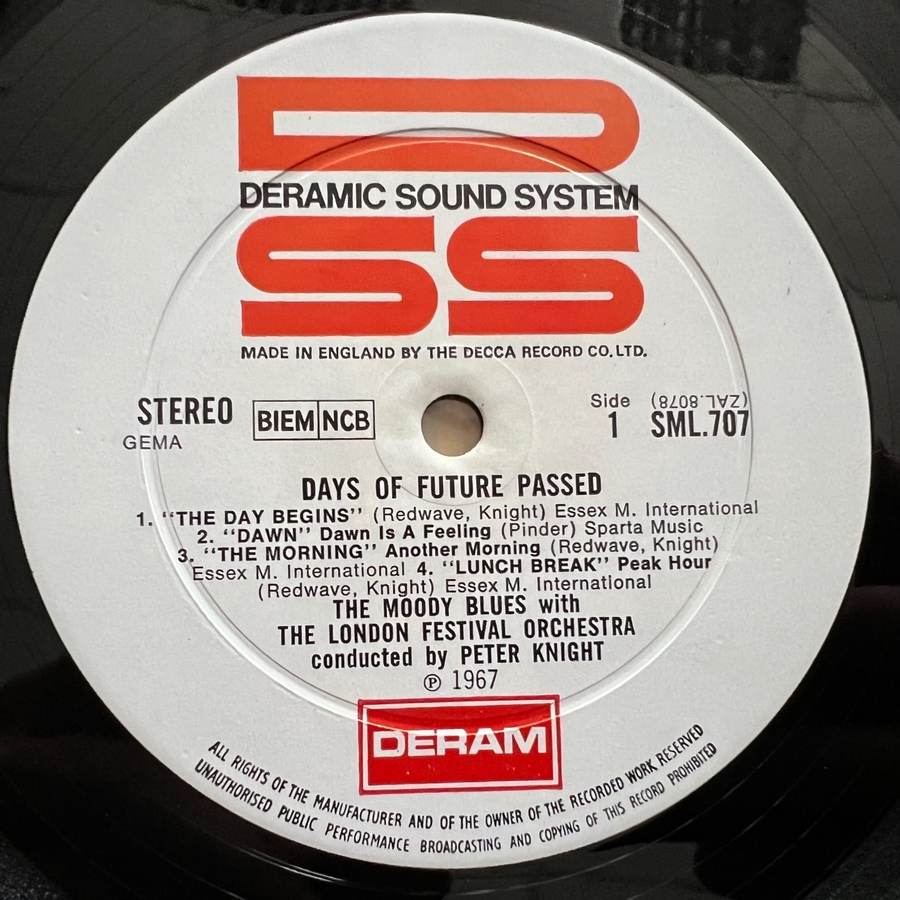 DERAMIC SOUND SYSTEM
DSS
MADE IN ENGLAND BY THE DECCA RECORD CO. LTD.
STEREO
GEMA
BIEM NCB
Side 1
(ZAL.8078)
SML.707
DAYS OF FUTURE PASSED
1. "THE DAY BEGINS" (Redwave, Knight) Essex M. International
2. "DAWN" Dawn Is A Feeling (Pinder) Sparta Music
3. "THE MORNING" Another Morning (Redwave, Knight)
Essex M. International 4. "LUNCH BREAK" Peak Hour
(Redwave, Knight) Essex M. International
THE MOODY BLUES with
THE LONDON FESTIVAL ORCHESTRA
conducted by PETER KNIGHT
℗ 1967
DERAM
ALL RIGHTS OF THE MANUFACTURER AND OF THE OWNER OF THE RECORDED WORK RESERVED
UNAUTHORISED PUBLIC PERFORMANCE BROADCASTING AND COPYING OF THIS RECORD PROHIBITED